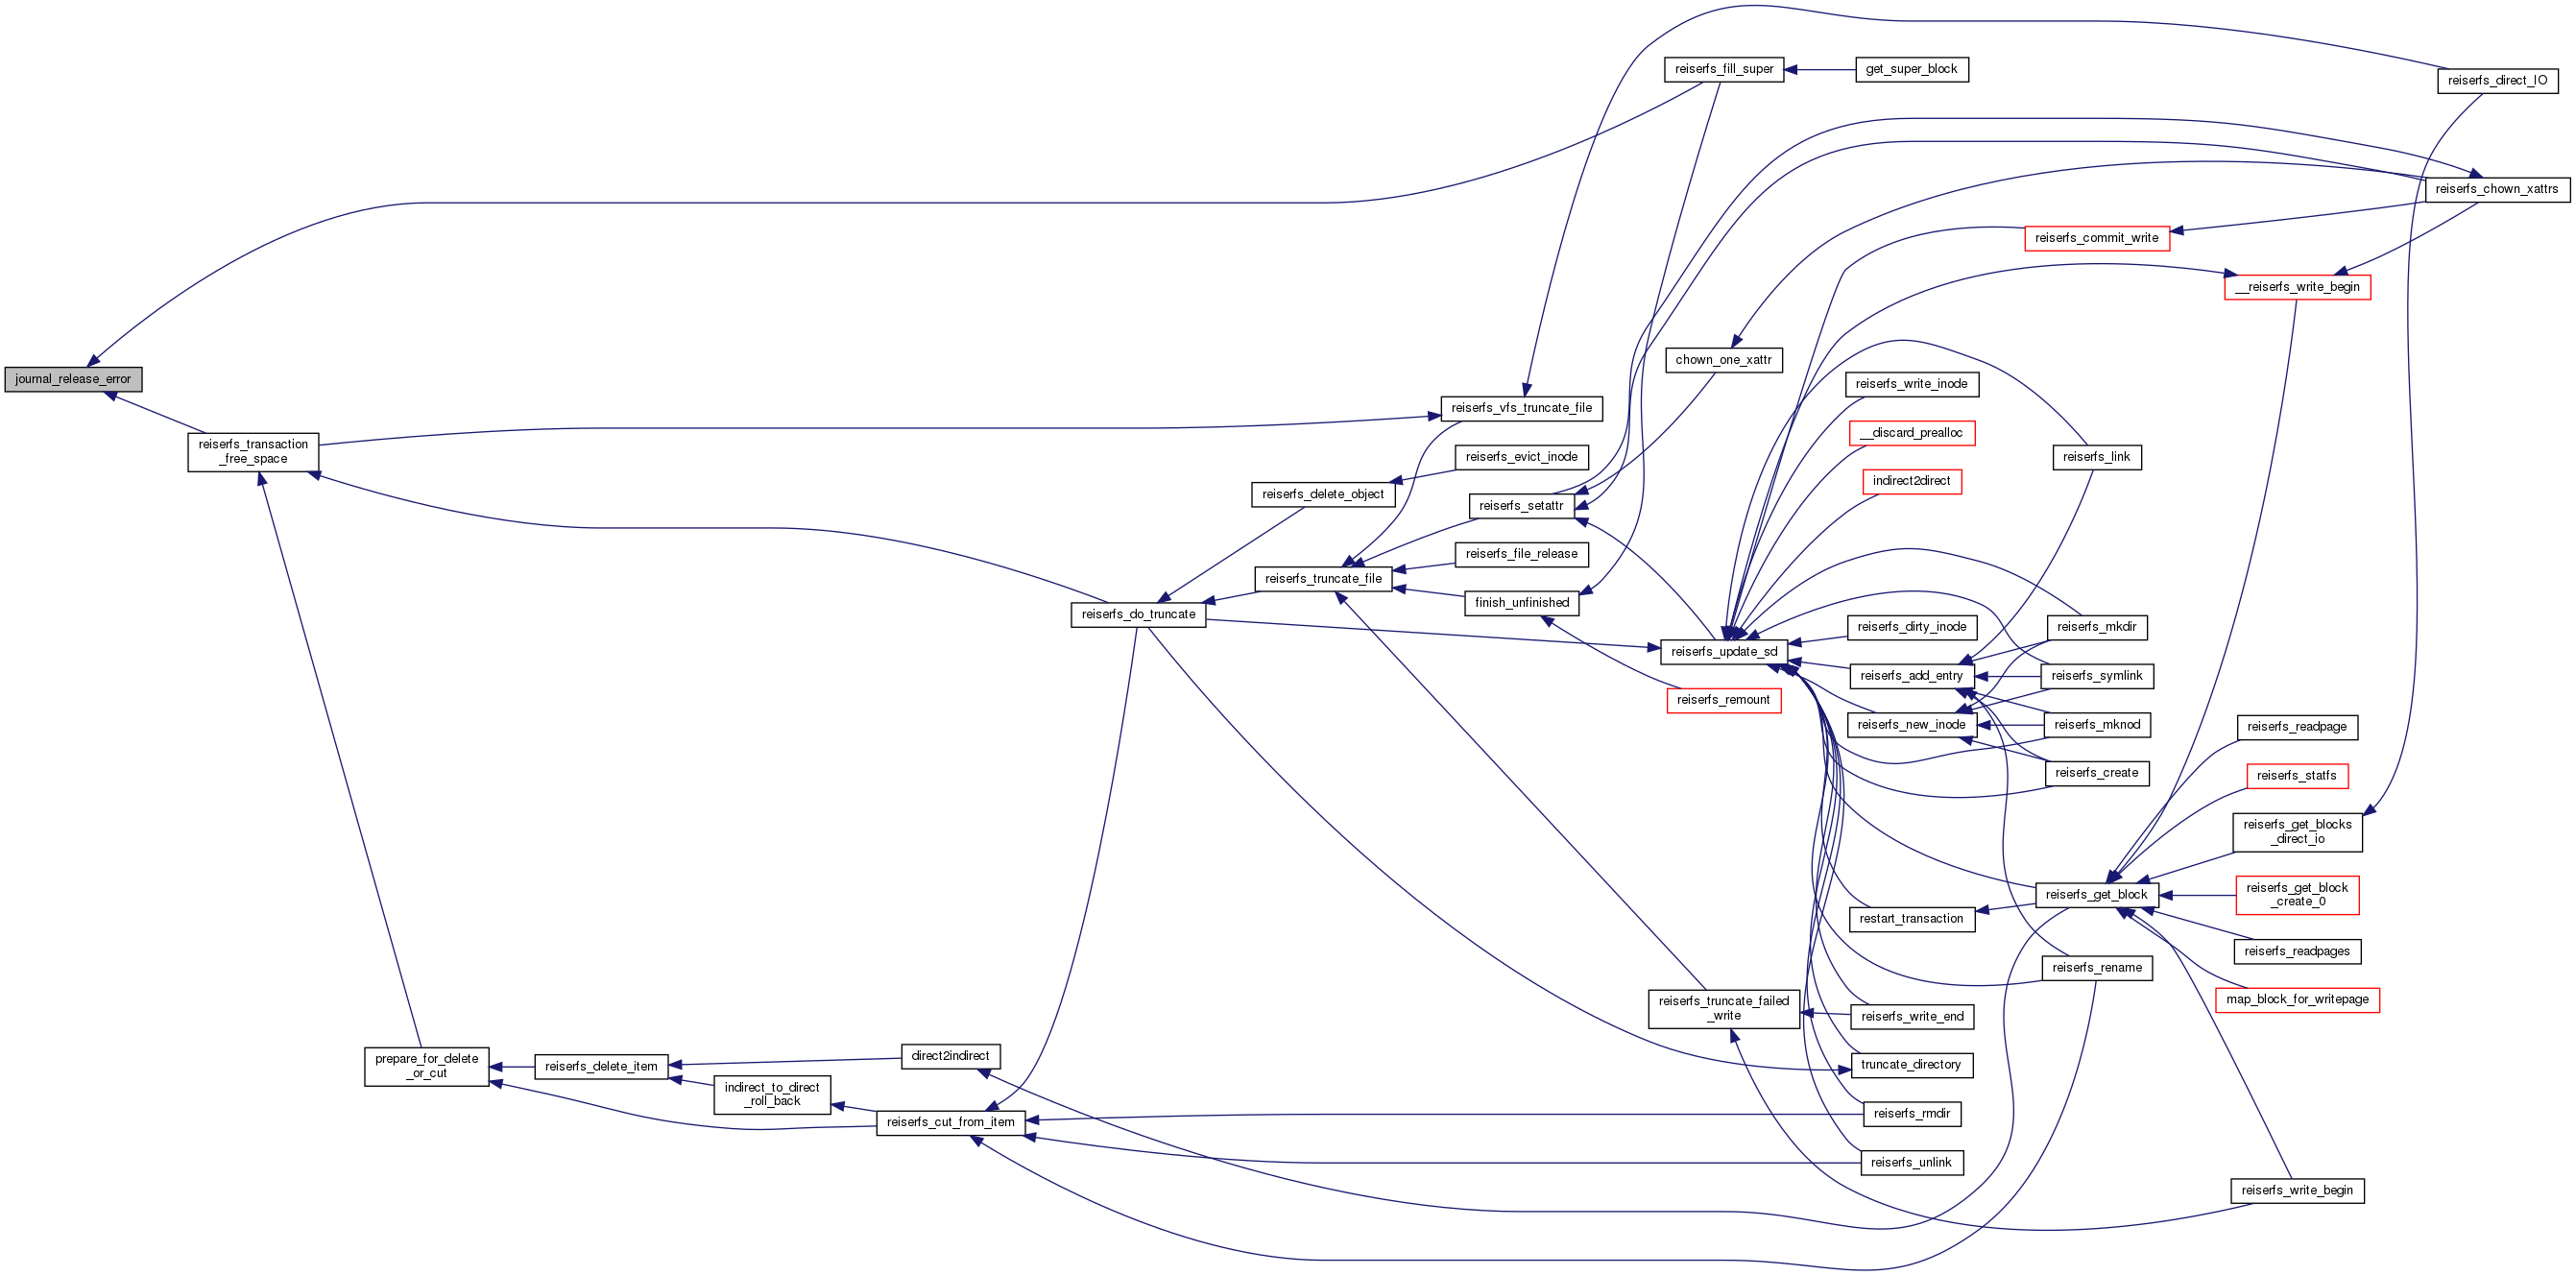 journal_release_error
reiserfs_transaction
_free_space
prepare_for_delete
_or_cut
reiserfs_delete_item
indirect_to_direct
_roll_back
direct2indirect
reiserfs_cut_from_item
reiserfs_do_truncate
reiserfs_delete_object
reiserfs_truncate_file
reiserfs_vfs_truncate_file
reiserfs_evict_inode
reiserfs_setattr
reiserfs_file_release
finish_unfinished
reiserfs_fill_super
get_super_block
chown_one_xattr
reiserfs_update_sd
reiserfs_remount
reiserfs_truncate_failed
_write
reiserfs_write_inode
__discard_prealloc
indirect2direct
reiserfs_dirty_inode
reiserfs_add_entry
reiserfs_new_inode
restart_transaction
reiserfs_write_end
truncate_directory
reiserfs_rmdir
reiserfs_unlink
reiserfs_commit_write
reiserfs_link
reiserfs_mkdir
reiserfs_symlink
reiserfs_mknod
reiserfs_create
reiserfs_get_block
reiserfs_rename
__reiserfs_write_begin
reiserfs_readpage
reiserfs_statfs
reiserfs_get_blocks
_direct_io
reiserfs_get_block
_create_0
reiserfs_readpages
map_block_for_writepage
reiserfs_write_begin
reiserfs_direct_IO
reiserfs_chown_xattrs